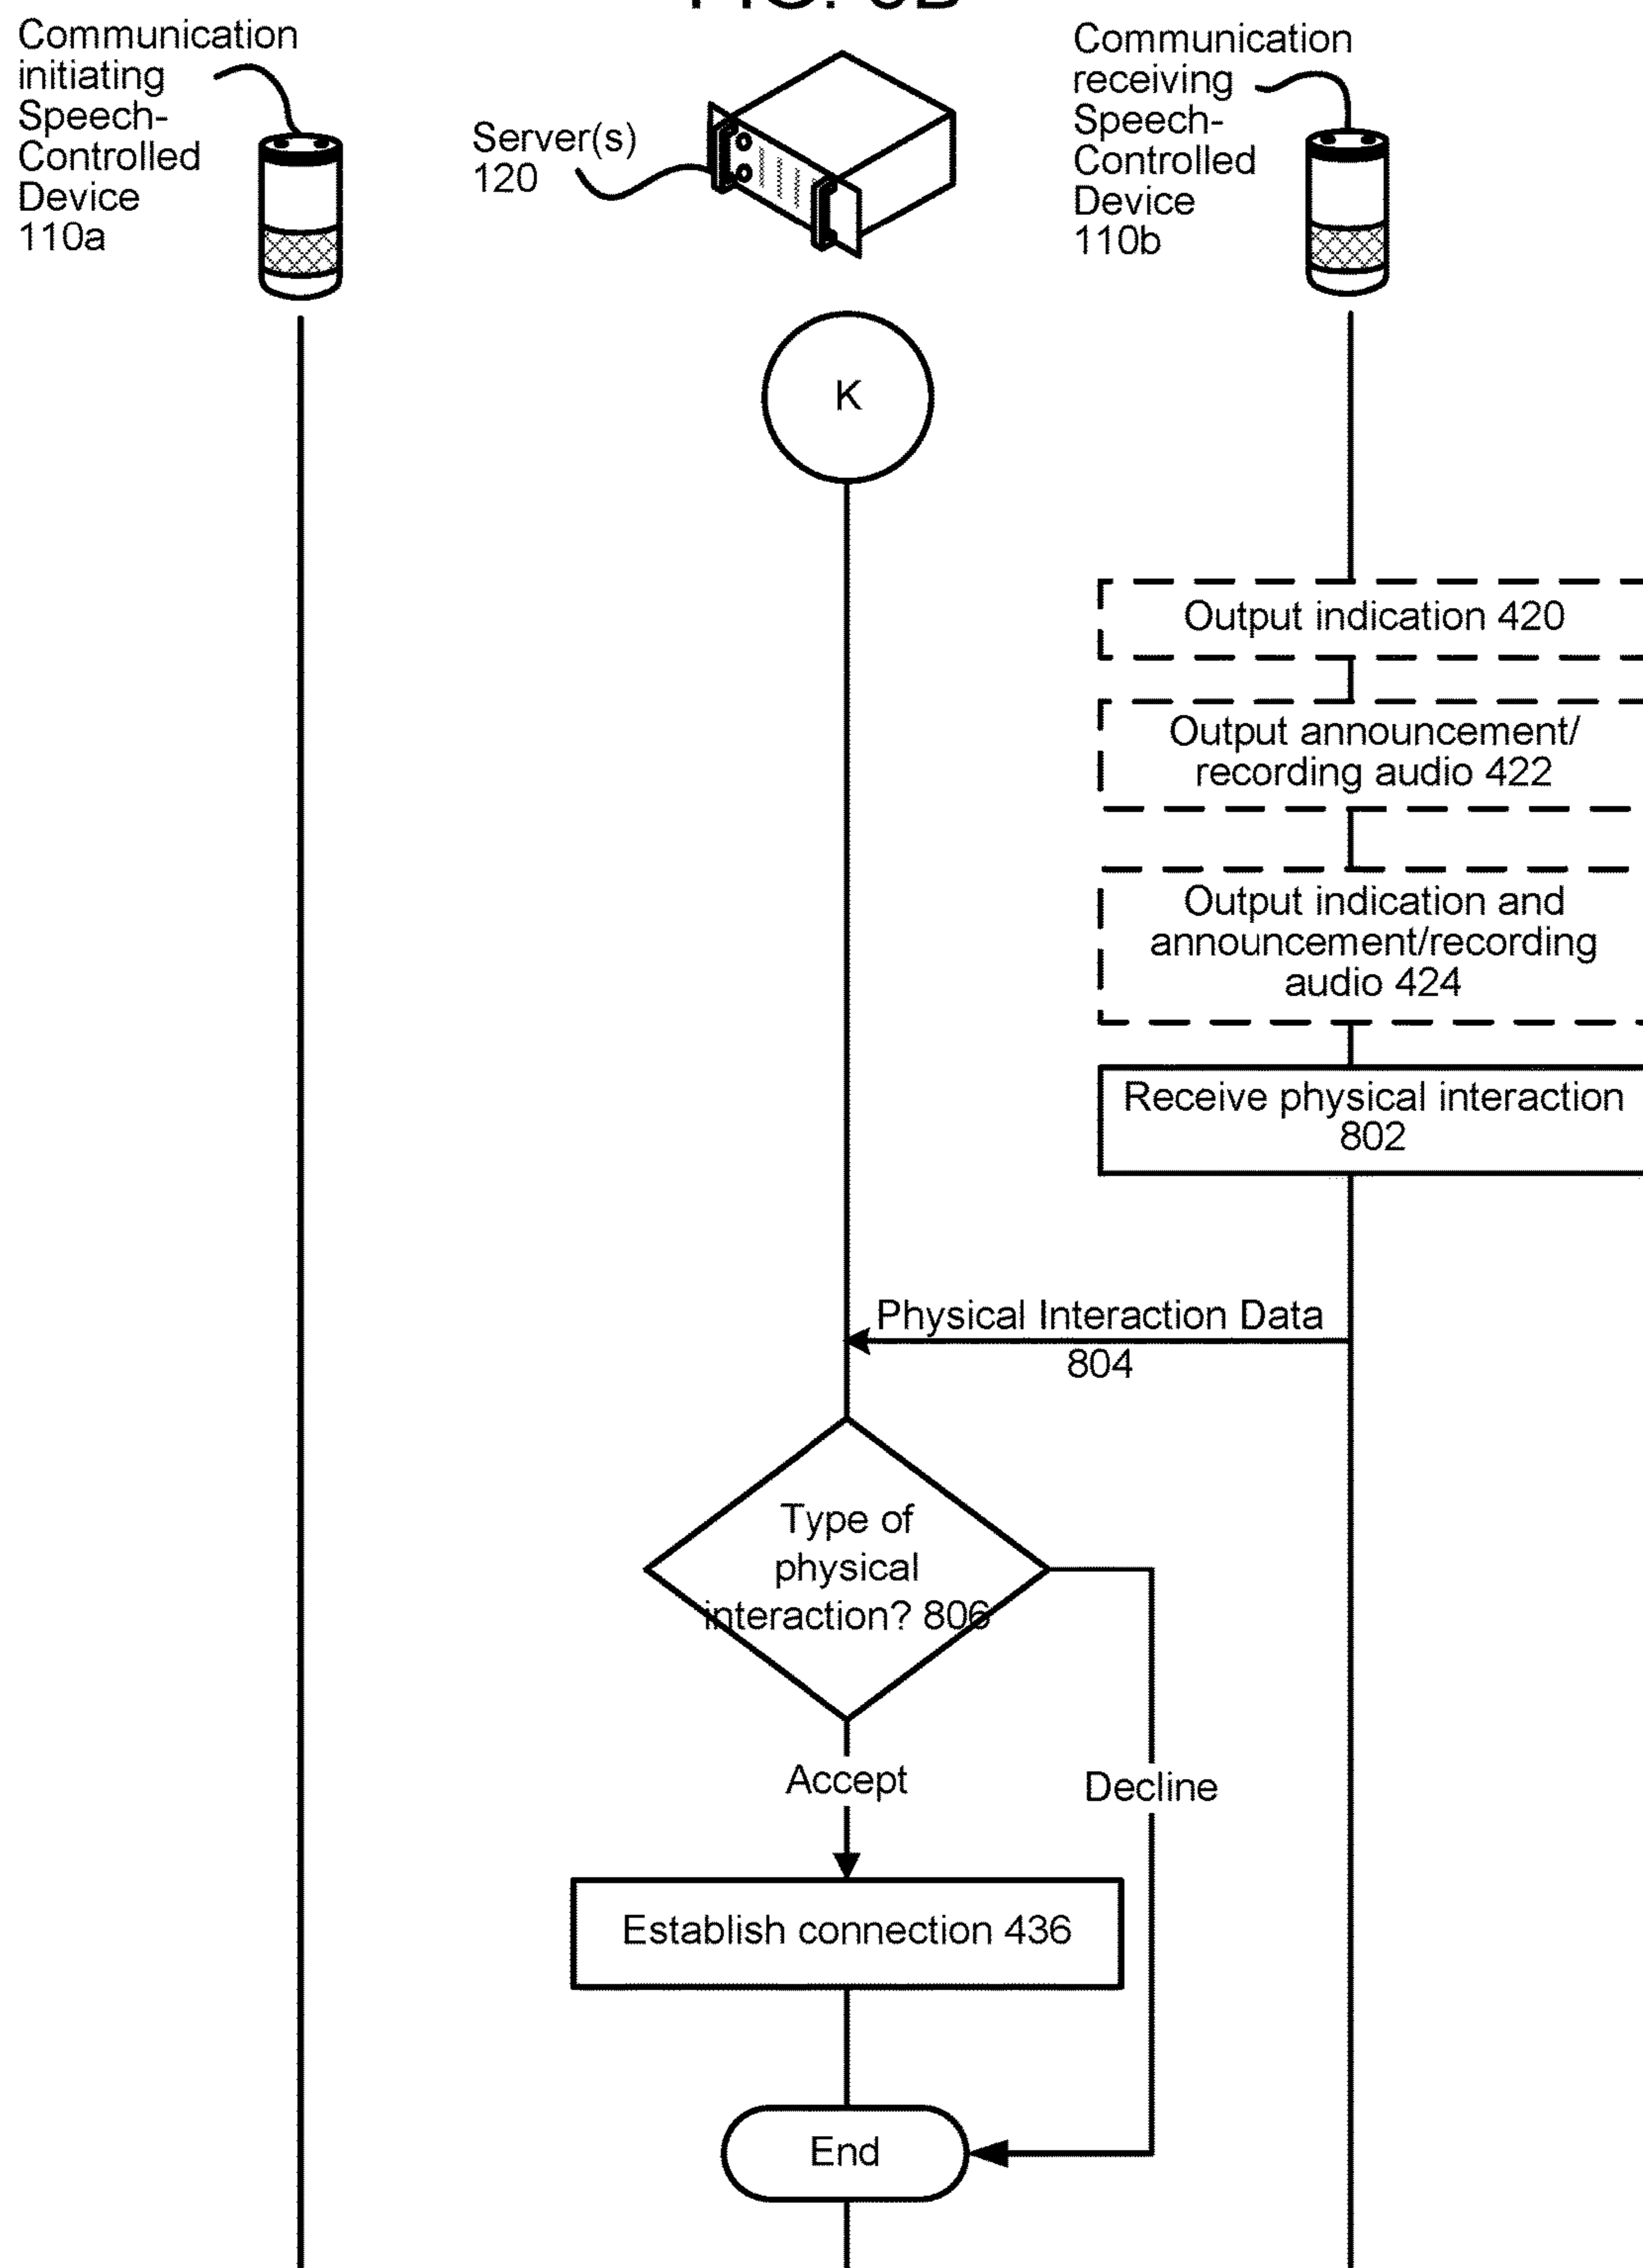 Communication
initiating
Speech-
Controlled
Device
110a
Server(s)
120
Communication
receiving
Speech-
Controlled
Device
110b
K
Output indication 420
Output announcement/
recording audio 422
Output indication and
announcement/recording
audio 424
Receive physical interaction
802
Physical Interaction Data
804
Type of
physical
interaction? 806
Accept
Decline
Establish connection 436
End